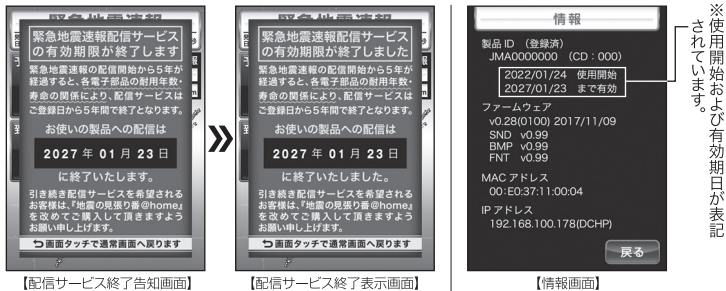 緊急地震速報
緊急地震速報配信サービス
の有効期限が終了します
緊急地震速報の配信開始から5年が
経過すると、各電子部品の耐用年数・
寿命の関係により、配信サービスは
ご登録日から5年間で終了となります。
お使いの製品への配信は
2027 年 01 月 23 日
に終了いたします。
引き続き配信サービスを希望される
お客様は、『地震の見張り番@home』
を改めてご購入して頂きますよう
お願い申し上げます。
画面タッチで通常画面へ戻ります
【配信サービス終了告知画面】
緊急地震速報
緊急地震速報配信サービス
の有効期限が終了しました
緊急地震速報の配信開始から5年が
経過すると、各電子部品の耐用年数・
寿命の関係により、配信サービスは
ご登録日から5年間で終了となります。
お使いの製品への配信は
2027 年 01 月 23 日
に終了いたしました。
引き続き配信サービスを希望される
お客様は、『地震の見張り番@home』
を改めてご購入して頂きますよう
お願い申し上げます。
画面タッチで通常画面へ戻ります
【配信サービス終了表示画面】
情報
製品 ID （登録済）
JMA0000000 （CD：000）
2022/01/24 使用開始
2027/01/23 まで有効
ファームウェア
v0.28(0100) 2017/11/09
SND v0.99
BMP v0.99
FNT v0.99
MAC アドレス
00:E0:37:11:00:04
IP アドレス
192.168.100.178(DCHP)
戻る
【情報画面】
※使用開始および有効期日が表記
されています。